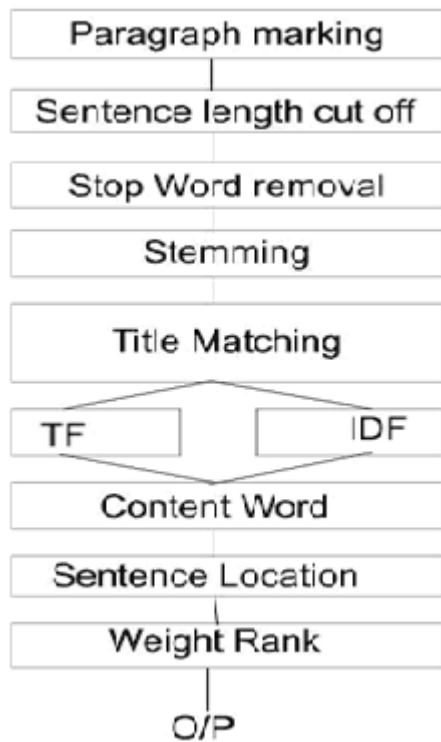 Paragraph marking
Sentence length cut off
Stop Word removal
Stemming
Title Matching
TF
IDF
Content Word
Sentence Location
Weight Rank
O/P